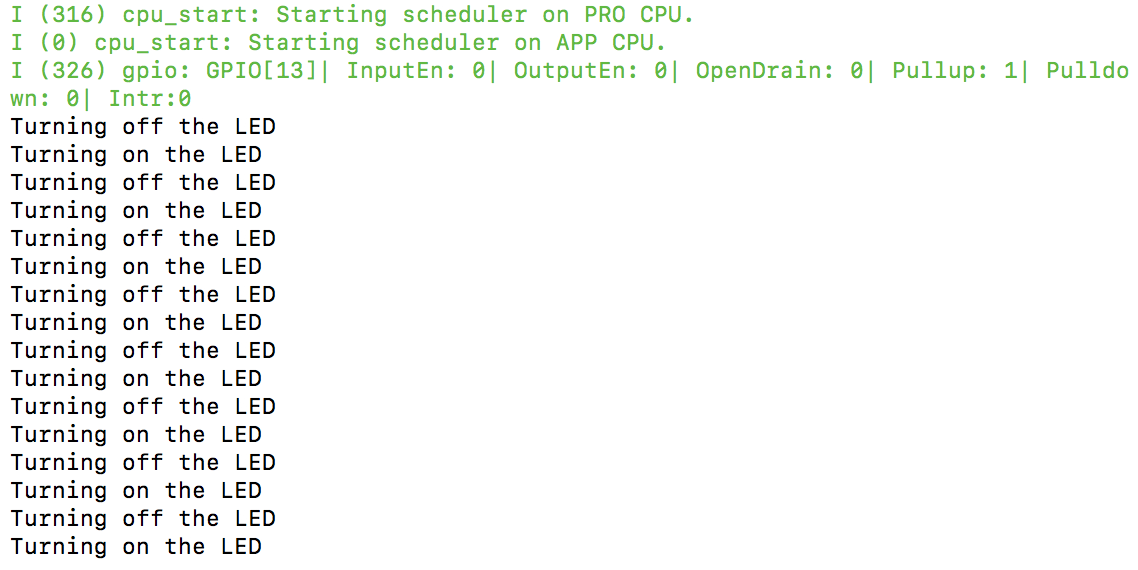 I (316) cpu_start: Starting scheduler on PRO CPU.
I (0) cpu_start: Starting scheduler on APP CPU.
I (326) gpio: GPIO[13]| InputEn: 0| OutputEn: 0| OpenDrain: 0| Pullup: 1| Pulldo
wn: 0| Intr:0
Turning off the LED
Turning on the LED
Turning off the LED
Turning on the LED
Turning off the LED
Turning on the LED
Turning off the LED
Turning on the LED
Turning off the LED
Turning on the LED
Turning off the LED
Turning on the LED
Turning off the LED
Turning on the LED
Turning off the LED
Turning on the LED